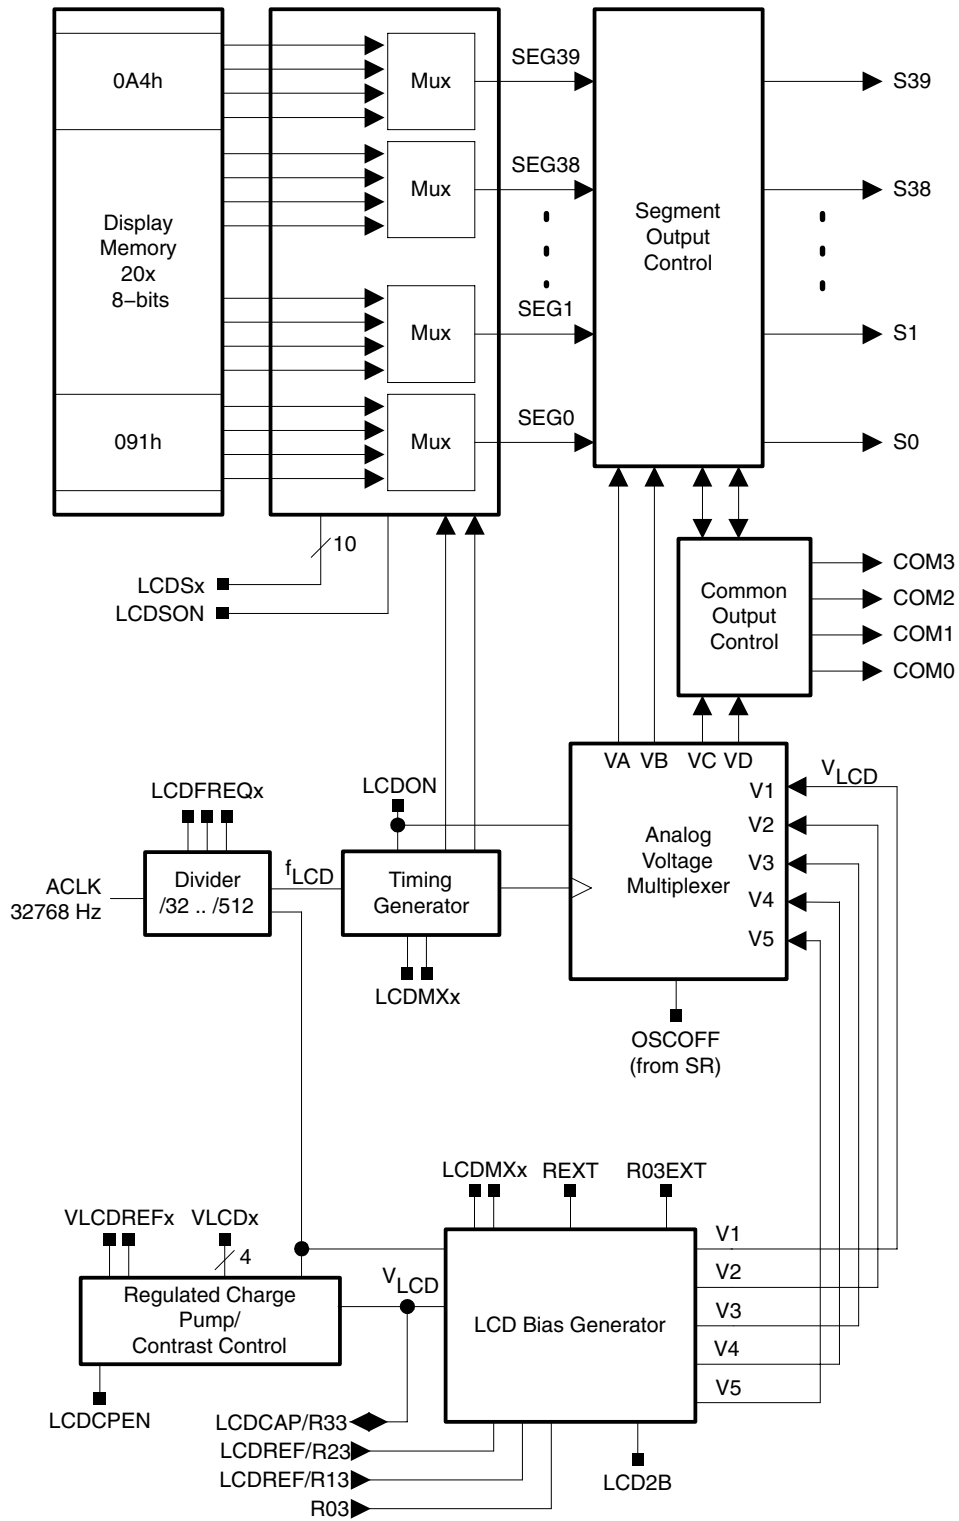 0A4h
Display
Memory
20x
8−bits
091h
Mux
Mux
Mux
Mux
SEG39
SEG38
SEG1
SEG0
Segment
Output
Control
S39
S38
S1
S0
10
LCDSx
LCDSON
Common
Output
Control
COM3
COM2
COM1
COM0
VA VB VC VD
VLCD
V1
V2
V3
V4
V5
Analog
Voltage
Multiplexer
OSCOFF
(from SR)
LCDON
LCDFREQx
ACLK
32768 Hz
Divider
/32 .. /512
fLCD
Timing
Generator
LCDMXx
LCDMXx
REXT
R03EXT
VLCDREFx
VLCDx
4
Regulated Charge
Pump/
Contrast Control
VLCD
LCD Bias Generator
V1
V2
V3
V4
V5
LCDCPEN
LCDCAP/R33
LCDREF/R23
LCDREF/R13
R03
LCD2B